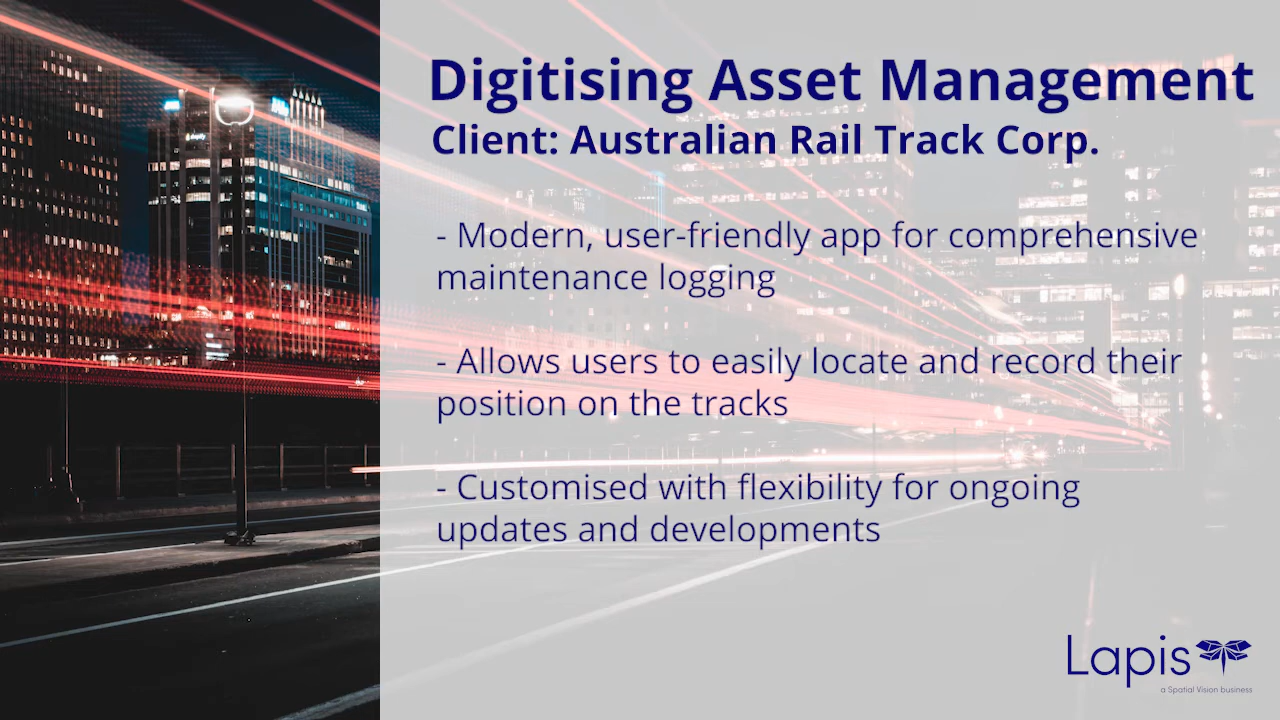 Digitising Asset Management
Client: Australian Rail Track Corp.
- Modern, user-friendly app for comprehensive
maintenance logging
- Allows users to easily locate and record their
position on the tracks
- Customised with flexibility for ongoing
updates and developments
Lapis
a Spatial Vision business